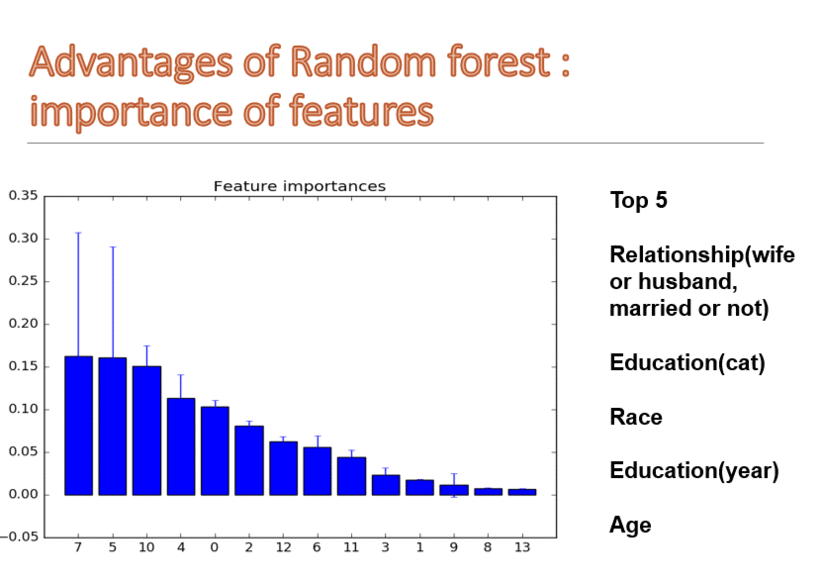 Advantages of Random forest :
importance of features
Feature importances
0.35
0.30
0.25
0.20
0.15
0.10
0.05
0.00
−0.05
7 5 10 4 0 2 12 6 11 3 1 9 8 13
Top 5
Relationship(wife
or husband,
married or not)
Education(cat)
Race
Education(year)
Age